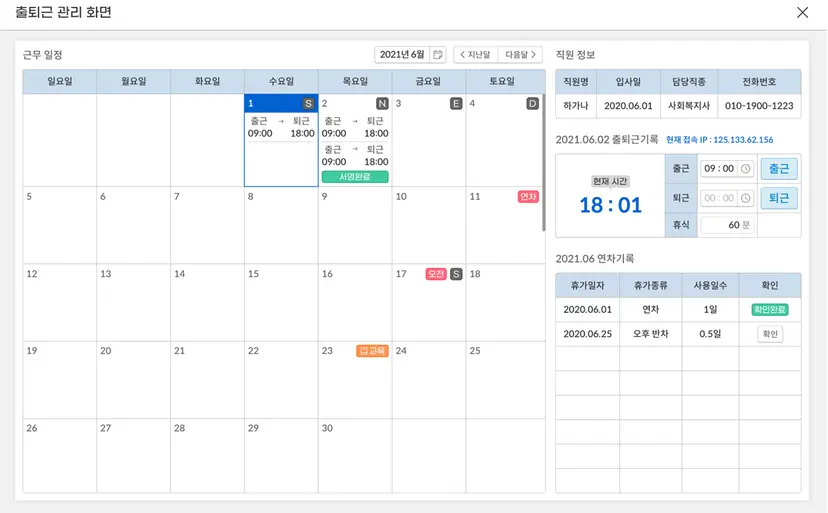 출퇴근 관리 화면
근무 일정
2021년 6월
< 지난달
다음달 >
일요일 월요일 화요일 수요일 목요일 금요일 토요일
1 S 2 N 3 E 4 D
출근 → 퇴근 출근 → 퇴근
09:00 18:00 09:00 18:00
출근 → 퇴근
09:00 18:00
서명완료
5 6 7 8 9 10 11 연차
12 13 14 15 16 17 오전 S 18
19 20 21 22 23 교육 24 25
26 27 28 29 30
직원 정보
직원명 입사일 담당직종 전화번호
하가나 2020.06.01 사회복지사 010-1900-1223
2021.06.02 출퇴근기록 현재 접속 IP : 125.133.62.156
현재 시간
18 : 01
출근 09 : 00 출근
퇴근 00 : 00 퇴근
휴식 60 분
2021.06 연차기록
휴가일자 휴가종류 사용일수 확인
2020.06.01 연차 1일 확인완료
2020.06.25 오후 반차 0.5일 확인